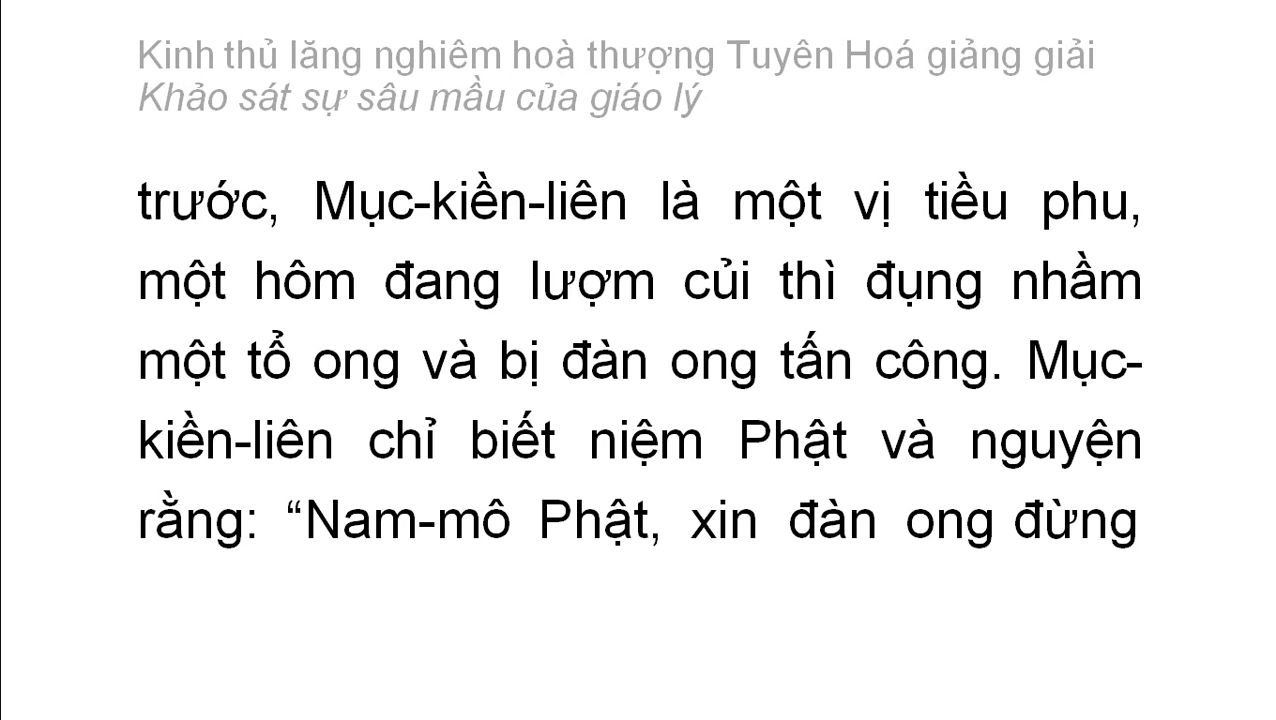 Kinh thủ lăng nghiêm hoà thượng Tuyên Hoá giảng giải
Khảo sát sự sâu mầu của giáo lý
trước, Mục-kiền-liên là một vị tiều phu,
một hôm đang lượm củi thì đụng nhầm
một tổ ong và bị đàn ong tấn công. Mục-
kiền-liên chỉ biết niệm Phật và nguyện
rằng: “Nam-mô Phật, xin đàn ong đừng